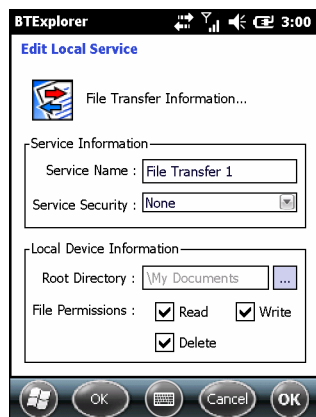 BTExplorer 3:00
Edit Local Service
File Transfer Information...
Service Information
Service Name : File Transfer 1
Service Security : None
Local Device Information
Root Directory : \My Documents ...
File Permissions : Read Write
Delete
OK Cancel OK